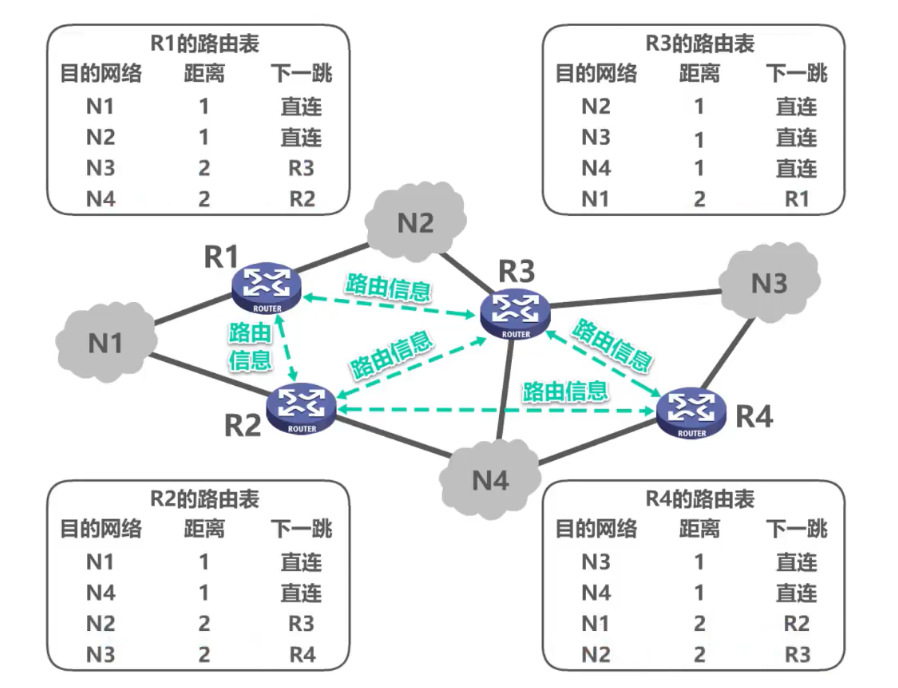 R1的路由表
目的网络 距离 下一跳
N1 1 直连
N2 1 直连
N3 2 R3
N4 2 R2
R3的路由表
目的网络 距离 下一跳
N2 1 直连
N3 1 直连
N4 1 直连
N1 2 R1
N2
R1
R3
N3
路由信息
ROUTER
路由
信息
路由信息
ROUTER
路由信息
N1
路由信息
R2
ROUTER
R4
ROUTER
N4
R2的路由表
目的网络 距离 下一跳
N1 1 直连
N4 1 直连
N2 2 R3
N3 2 R4
R4的路由表
目的网络 距离 下一跳
N3 1 直连
N4 1 直连
N1 2 R2
N2 2 R3